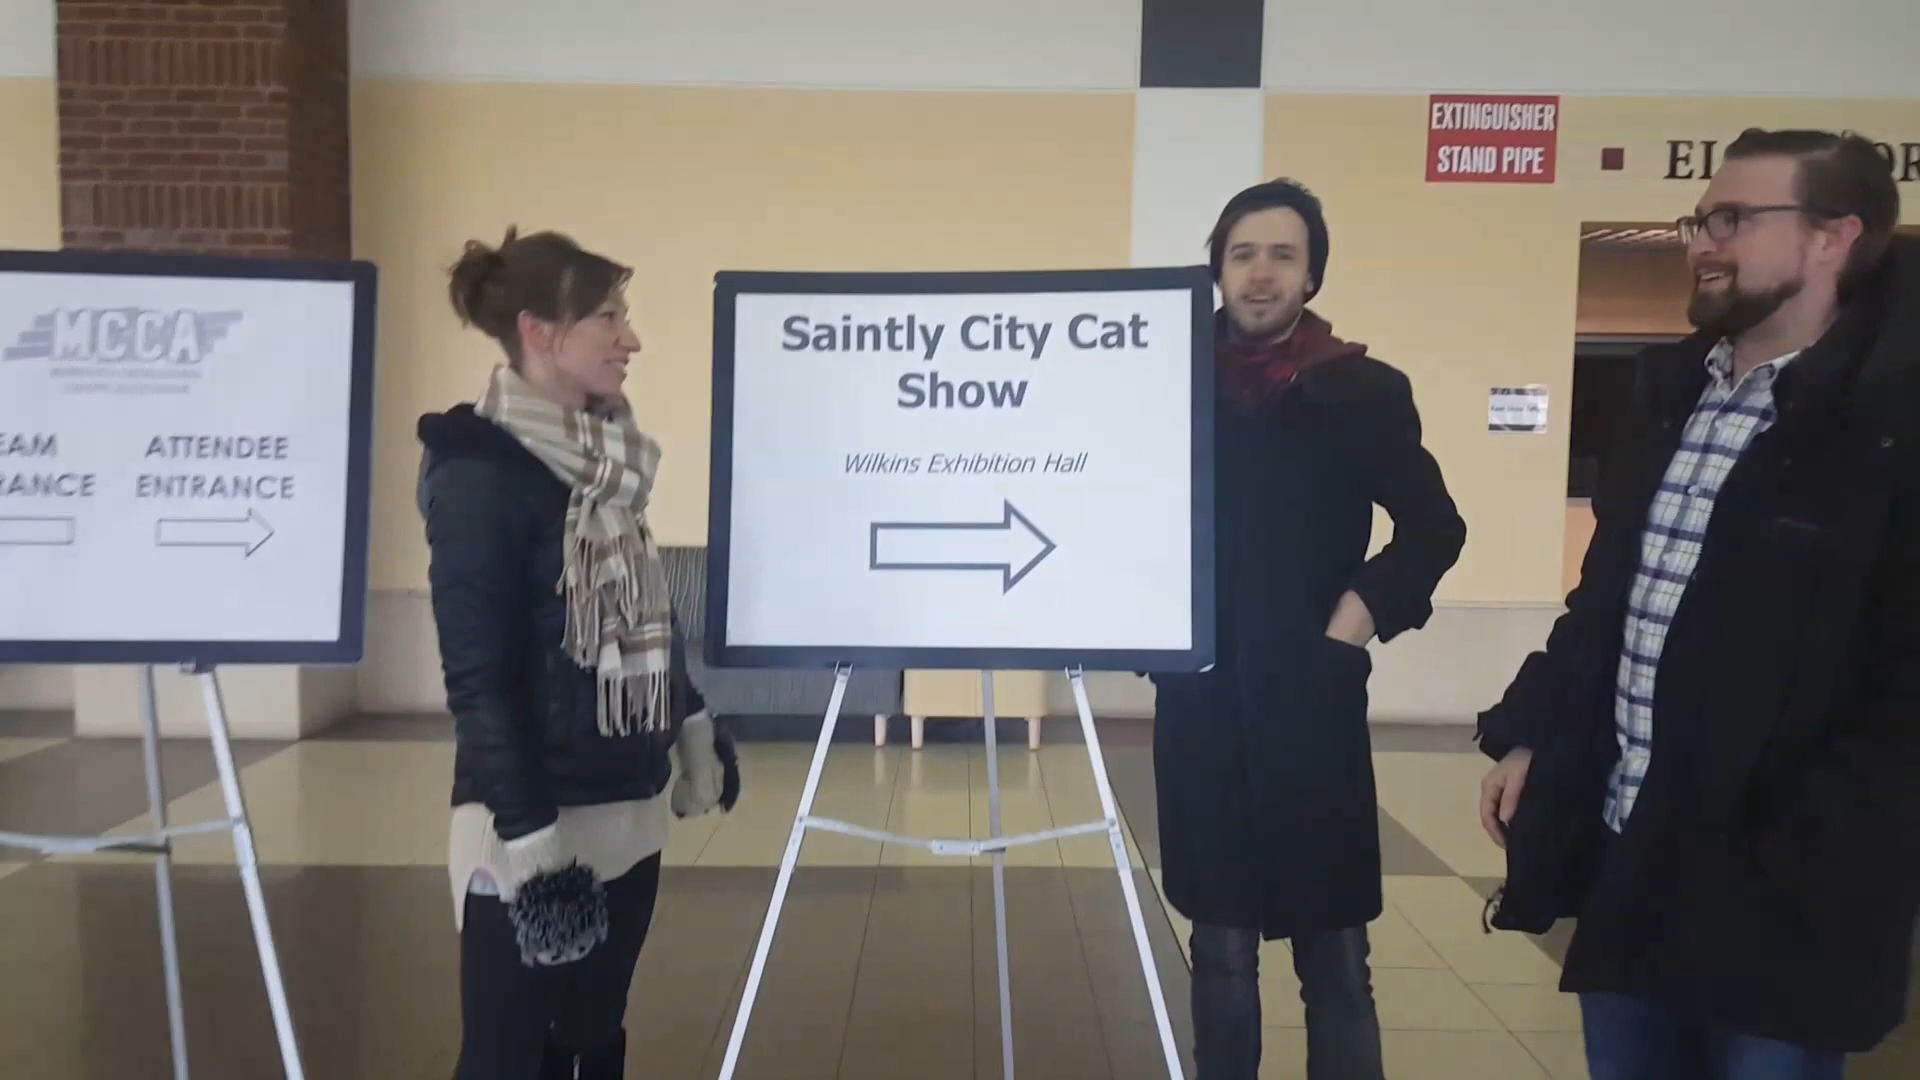 MCCA
EAM
RANCE
ATTENDEE
ENTRANCE
Saintly City Cat
Show
Wilkins Exhibition Hall
EXTINGUISHER
STAND PIPE